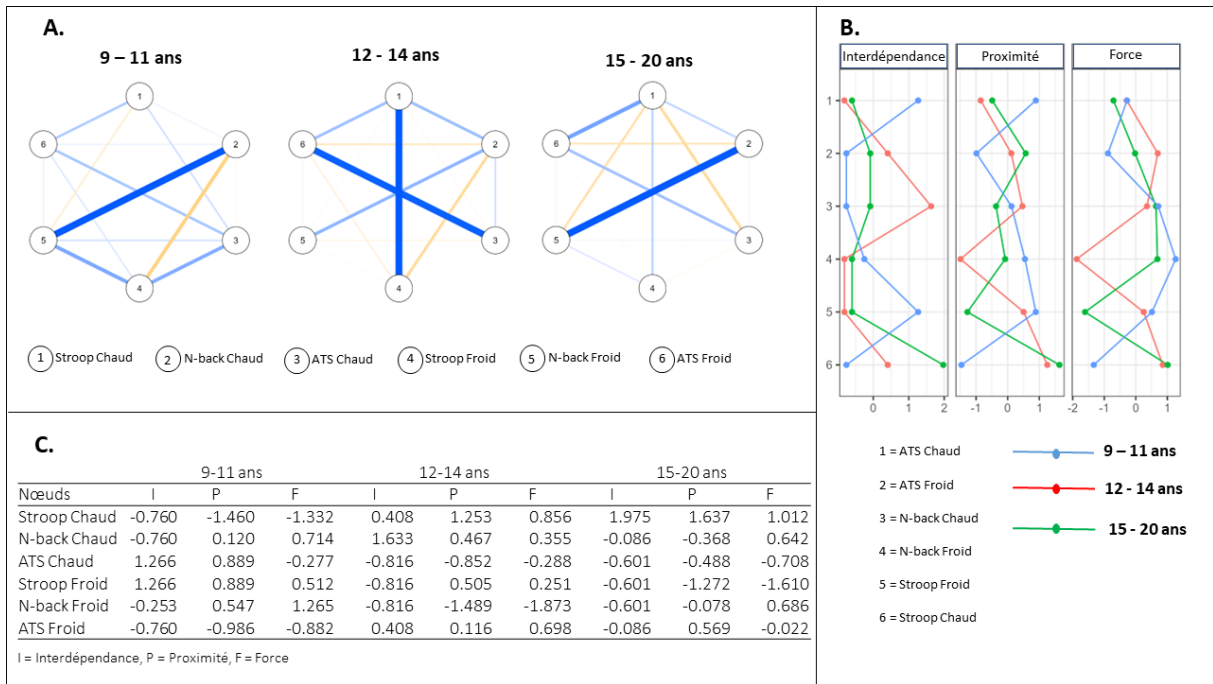 A.
9 – 11 ans
12 - 14 ans
15 - 20 ans
1
2
3
4
5
6
1
2
3
4
5
6
1
2
3
4
5
6
1 Stroop Chaud
2 N-back Chaud
3 ATS Chaud
4 Stroop Froid
5 N-back Froid
6 ATS Froid
B.
Interdépendance Proximité Force
1
2
3
4
5
6
0 1 2 -1 0 1 -2 -1 0 1
1 = ATS Chaud
2 = ATS Froid
3 = N-back Chaud
4 = N-back Froid
5 = Stroop Froid
6 = Stroop Chaud
9 – 11 ans
12 - 14 ans
15 - 20 ans
C.
9-11 ans 12-14 ans 15-20 ans
Nœuds I P F I P F I P F
Stroop Chaud -0.760 -1.460 -1.332 0.408 1.253 0.856 1.975 1.637 1.012
N-back Chaud -0.760 0.120 0.714 1.633 0.467 0.355 -0.086 -0.368 0.642
ATS Chaud 1.266 0.889 -0.277 -0.816 -0.852 -0.288 -0.601 -0.488 -0.708
Stroop Froid 1.266 0.889 0.512 -0.816 0.505 0.251 -0.601 -1.272 -1.610
N-back Froid -0.253 0.547 1.265 -0.816 -1.489 -1.873 -0.601 -0.078 0.686
ATS Froid -0.760 -0.986 -0.882 0.408 0.116 0.698 -0.086 0.569 -0.022
I = Interdépendance, P = Proximité, F = Force